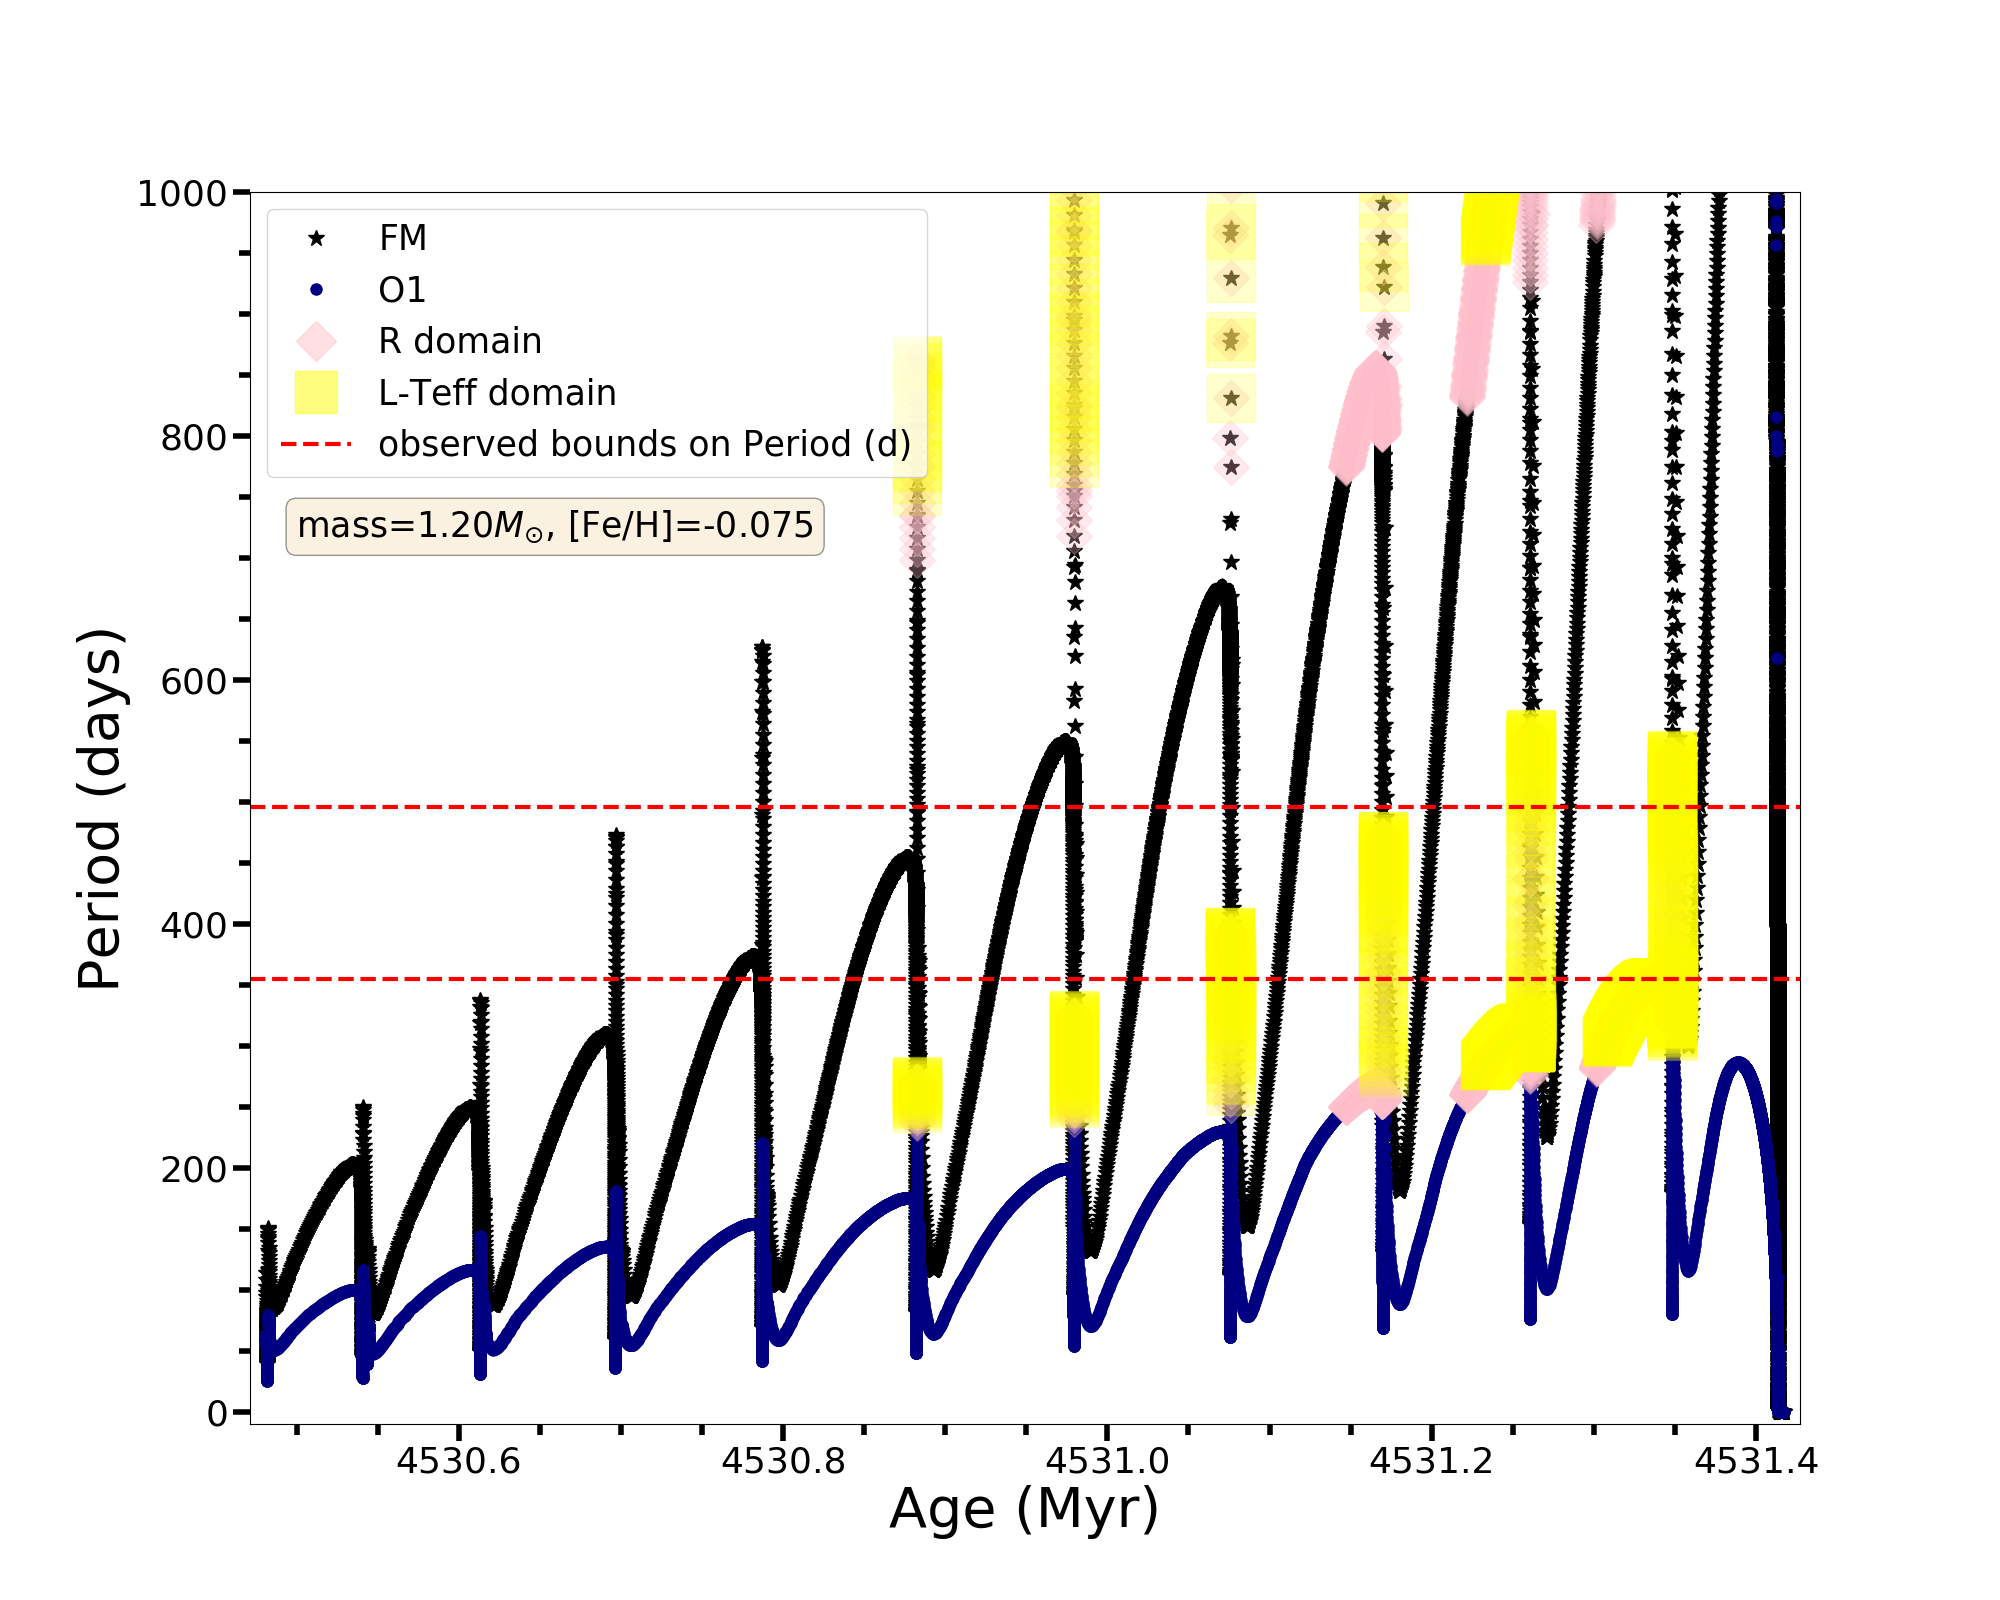 1000
800
600
400
200
0
Period (days)
FM
O1
R domain
L-Teff domain
observed bounds on Period (d)
mass=1.20M☉, [Fe/H]=-0.075
4530.6 4530.8 4531.0 4531.2 4531.4
Age (Myr)